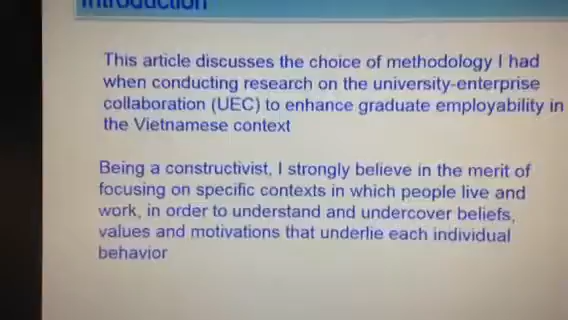 Introduction
This article discusses the choice of methodology I had
when conducting research on the university-enterprise
collaboration (UEC) to enhance graduate employability in
the Vietnamese context
Being a constructivist, I strongly believe in the merit of
focusing on specific contexts in which people live and
work, in order to understand and undercover beliefs,
values and motivations that underlie each individual
behavior